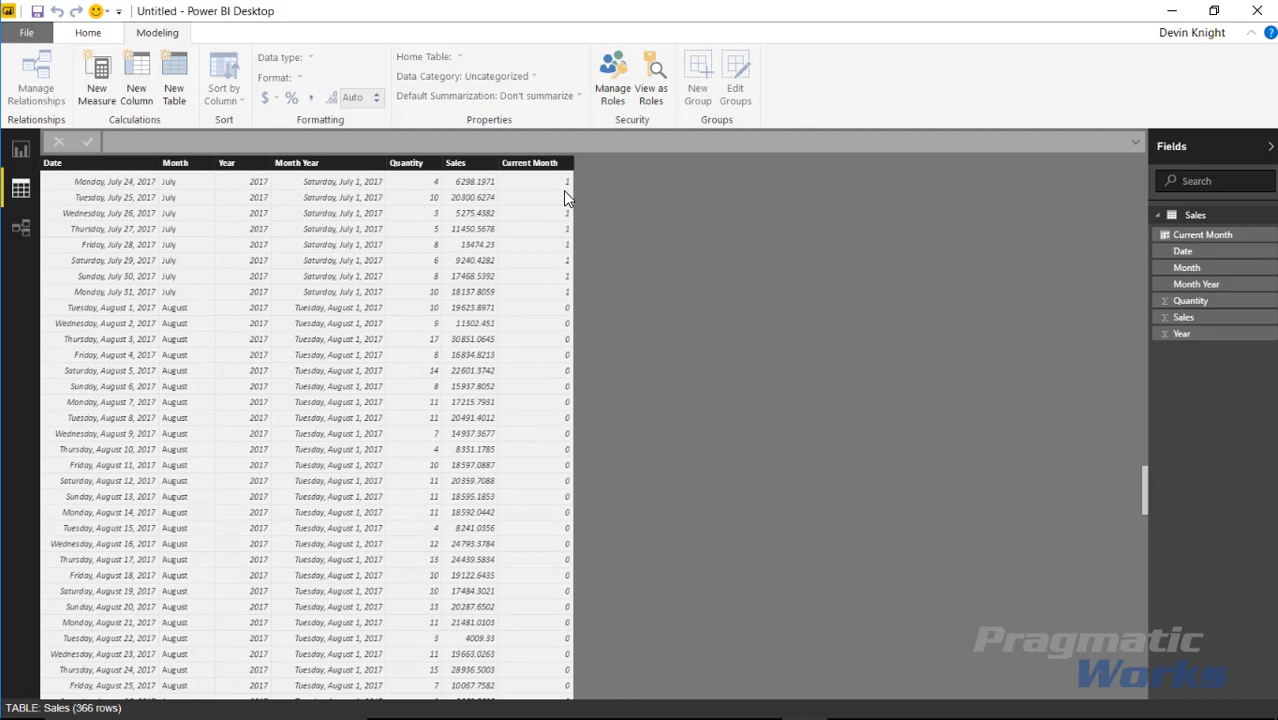 Untitled - Power BI Desktop
Devin Knight
File Home Modeling
Manage Relationships
New Measure
New Column
New Table
Sort by Column
Data type:
Format:
$ % , .00 Auto
Home Table:
Data Category: Uncategorized
Default Summarization: Don't summarize
Manage Roles
View as Roles
New Group
Edit Groups
Relationships Calculations Sort Formatting Properties Security Groups
Date Month Year Month Year Quantity Sales Current Month
Monday, July 24, 2017 July 2017 Saturday, July 1, 2017 4 6298.1971 1
Tuesday, July 25, 2017 July 2017 Saturday, July 1, 2017 10 20300.6274
Wednesday, July 26, 2017 July 2017 Saturday, July 1, 2017 3 5275.4382 1
Thursday, July 27, 2017 July 2017 Saturday, July 1, 2017 5 11450.5678 1
Friday, July 28, 2017 July 2017 Saturday, July 1, 2017 8 13474.23 1
Saturday, July 29, 2017 July 2017 Saturday, July 1, 2017 6 9240.4282 1
Sunday, July 30, 2017 July 2017 Saturday, July 1, 2017 8 17468.5392 1
Monday, July 31, 2017 July 2017 Saturday, July 1, 2017 10 18137.8059 1
Tuesday, August 1, 2017 August 2017 Tuesday, August 1, 2017 10 19623.8971 0
Wednesday, August 2, 2017 August 2017 Tuesday, August 1, 2017 9 11302.451 0
Thursday, August 3, 2017 August 2017 Tuesday, August 1, 2017 17 30851.0645 0
Friday, August 4, 2017 August 2017 Tuesday, August 1, 2017 8 16834.8213 0
Saturday, August 5, 2017 August 2017 Tuesday, August 1, 2017 14 22601.3742 0
Sunday, August 6, 2017 August 2017 Tuesday, August 1, 2017 8 15937.8052 0
Monday, August 7, 2017 August 2017 Tuesday, August 1, 2017 11 17215.7931 0
Tuesday, August 8, 2017 August 2017 Tuesday, August 1, 2017 11 20491.4012 0
Wednesday, August 9, 2017 August 2017 Tuesday, August 1, 2017 7 14937.3677 0
Thursday, August 10, 2017 August 2017 Tuesday, August 1, 2017 4 8351.1785 0
Friday, August 11, 2017 August 2017 Tuesday, August 1, 2017 10 18597.0887 0
Saturday, August 12, 2017 August 2017 Tuesday, August 1, 2017 11 20359.7088 0
Sunday, August 13, 2017 August 2017 Tuesday, August 1, 2017 11 18595.1853 0
Monday, August 14, 2017 August 2017 Tuesday, August 1, 2017 11 18592.0442 0
Tuesday, August 15, 2017 August 2017 Tuesday, August 1, 2017 4 8241.0356 0
Wednesday, August 16, 2017 August 2017 Tuesday, August 1, 2017 12 24793.3784 0
Thursday, August 17, 2017 August 2017 Tuesday, August 1, 2017 13 24439.5834 0
Friday, August 18, 2017 August 2017 Tuesday, August 1, 2017 10 19122.6435 0
Saturday, August 19, 2017 August 2017 Tuesday, August 1, 2017 10 17484.3021 0
Sunday, August 20, 2017 August 2017 Tuesday, August 1, 2017 13 20287.6502 0
Monday, August 21, 2017 August 2017 Tuesday, August 1, 2017 11 21481.0103 0
Tuesday, August 22, 2017 August 2017 Tuesday, August 1, 2017 3 4009.33 0
Wednesday, August 23, 2017 August 2017 Tuesday, August 1, 2017 11 19663.0263 0
Thursday, August 24, 2017 August 2017 Tuesday, August 1, 2017 15 28936.5003 0
Friday, August 25, 2017 August 2017 Tuesday, August 1, 2017 7 10067.7582 0
Fields
Search
Sales
Current Month
Date
Month
Month Year
Σ Quantity
Σ Sales
Σ Year
Pragmatic
Works
TABLE: Sales (366 rows)